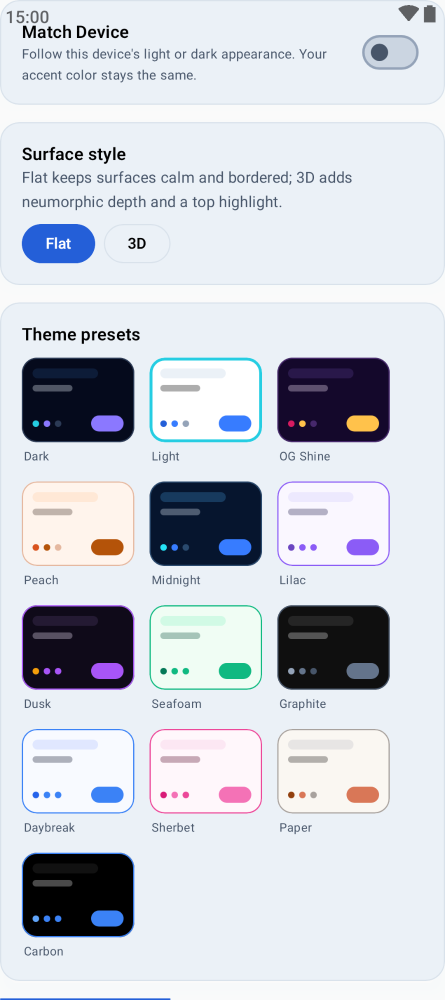 15:00
Match Device
Follow this device's light or dark appearance. Your
accent color stays the same.
Surface style
Flat keeps surfaces calm and bordered; 3D adds
neumorphic depth and a top highlight.
Flat
3D
Theme presets
Dark
Light
OG Shine
Peach
Midnight
Lilac
Dusk
Seafoam
Graphite
Daybreak
Sherbet
Paper
Carbon